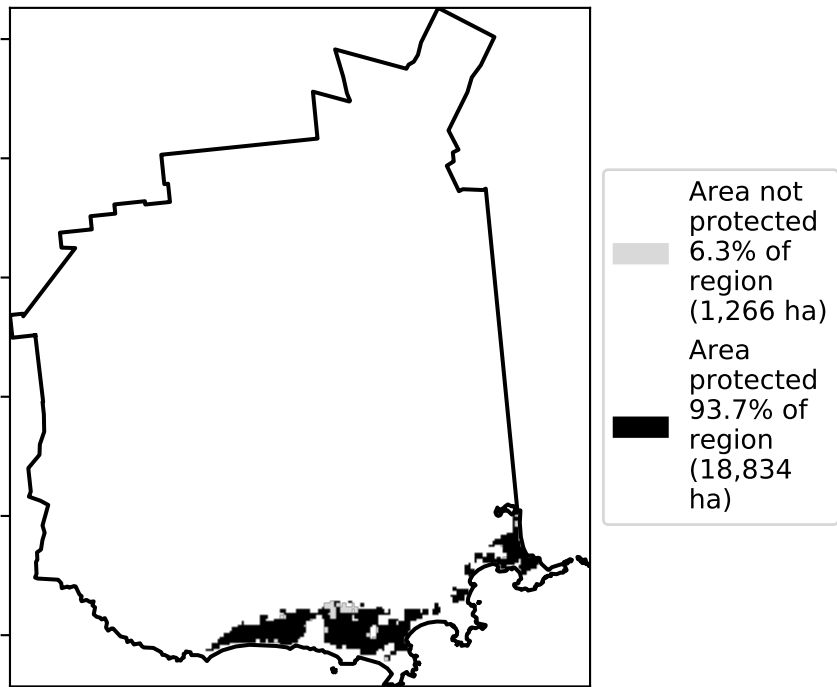 Area not
protected
6.3% of
region
(1,266 ha)
Area
protected
93.7% of
region
(18,834
ha)